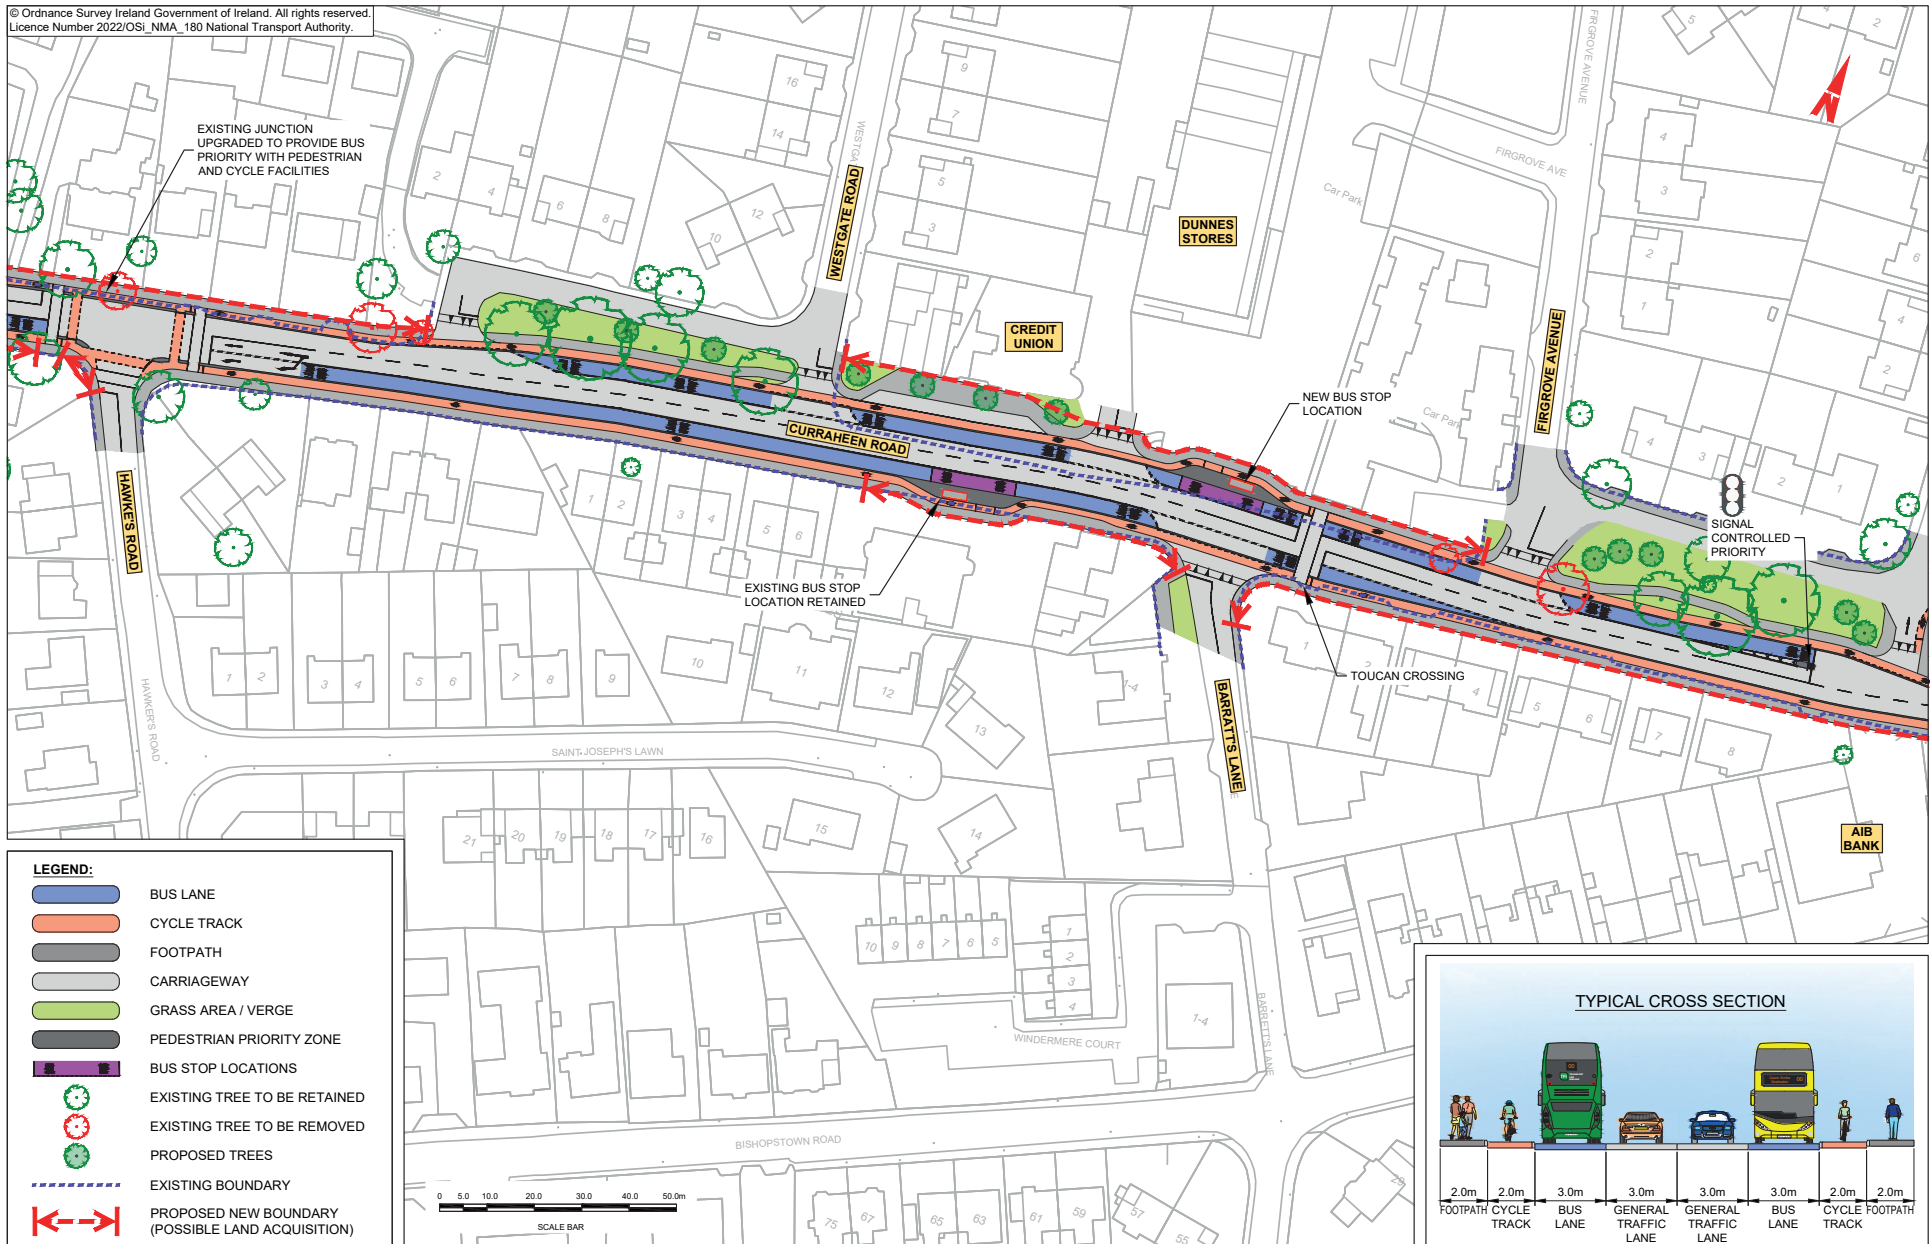 © Ordnance Survey Ireland Government of Ireland. All rights reserved.
Licence Number 2022/OSi_NMA_180 National Transport Authority.
EXISTING JUNCTION
UPGRADED TO PROVIDE BUS
PRIORITY WITH PEDESTRIAN
AND CYCLE FACILITIES
WESTGATE ROAD
DUNNES
STORES
CREDIT
UNION
FIRGROVE AVENUE
FIRGROVE AVE
FIRGROVE AVENUE
Car Park
Car Park
N
NEW BUS STOP
LOCATION
CURRAHEEN ROAD
SIGNAL
CONTROLLED
PRIORITY
HAWKE'S ROAD
HAWKER'S ROAD
EXISTING BUS STOP
LOCATION RETAINED
TOUCAN CROSSING
BARRATT'S LANE
SAINT JOSEPH'S LAWN
AIB
BANK
WINDERMERE COURT
BARRETT'S LANE
BISHOPSTOWN ROAD
LEGEND:
BUS LANE
CYCLE TRACK
FOOTPATH
CARRIAGEWAY
GRASS AREA / VERGE
PEDESTRIAN PRIORITY ZONE
BUS STOP LOCATIONS
EXISTING TREE TO BE RETAINED
EXISTING TREE TO BE REMOVED
PROPOSED TREES
EXISTING BOUNDARY
PROPOSED NEW BOUNDARY
(POSSIBLE LAND ACQUISITION)
0 5.0 10.0 20.0 30.0 40.0 50.0m
SCALE BAR
TYPICAL CROSS SECTION
2.0m 2.0m 3.0m 3.0m 3.0m 3.0m 2.0m 2.0m
FOOTPATH CYCLE TRACK BUS LANE GENERAL TRAFFIC LANE GENERAL TRAFFIC LANE BUS LANE CYCLE TRACK FOOTPATH